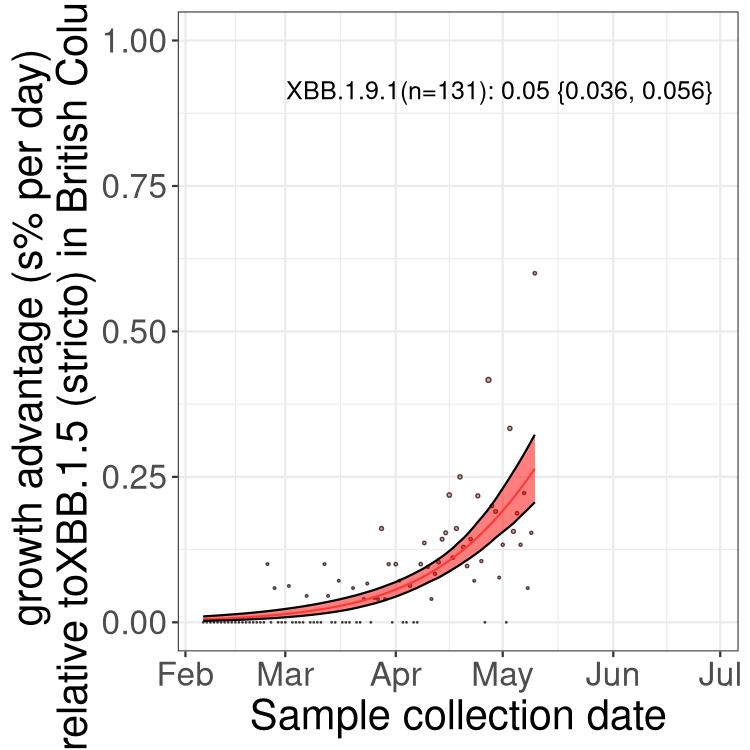 growth advantage (s% per day)
relative toXBB.1.5 (stricto) in British Colu
1.00
0.75
0.50
0.25
0.00
XBB.1.9.1(n=131): 0.05 {0.036, 0.056}
Feb Mar Apr May Jun Jul
Sample collection date